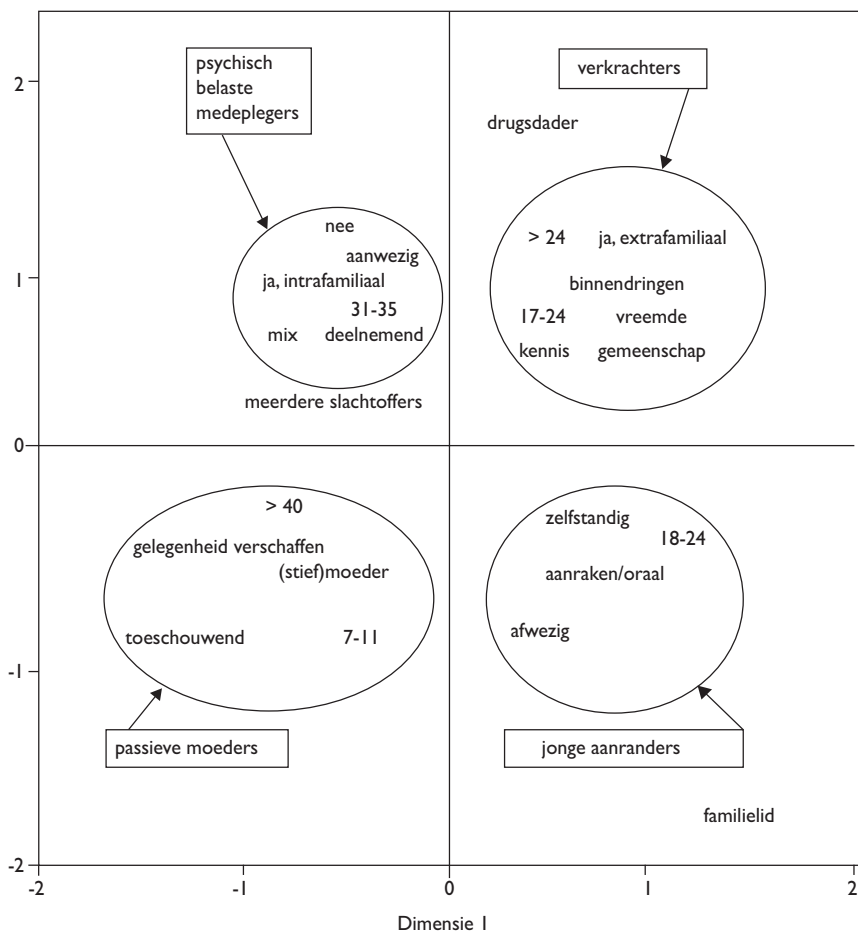 2
psychisch
belaste
medeplegers
verkrachters
drugsdader
nee
aanwezig
ja, intrafamiliaal
31-35
mix deelnemend
meerdere slachtoffers
> 24 ja, extrafamiliaal
binnendringen
17-24 vreemde
kennis gemeenschap
1
0
> 40
gelegenheid verschaffen
(stief)moeder
toeschouwend 7-11
zelfstandig
18-24
aanraken/oraal
afwezig
-1
passieve moeders
jonge aanranders
familielid
-2
-2 -1 0 1 2
Dimensie 1